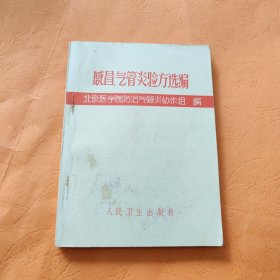 感冒气管炎验方选编
北京医学院防治气管炎协作组 编
人民卫生出版社